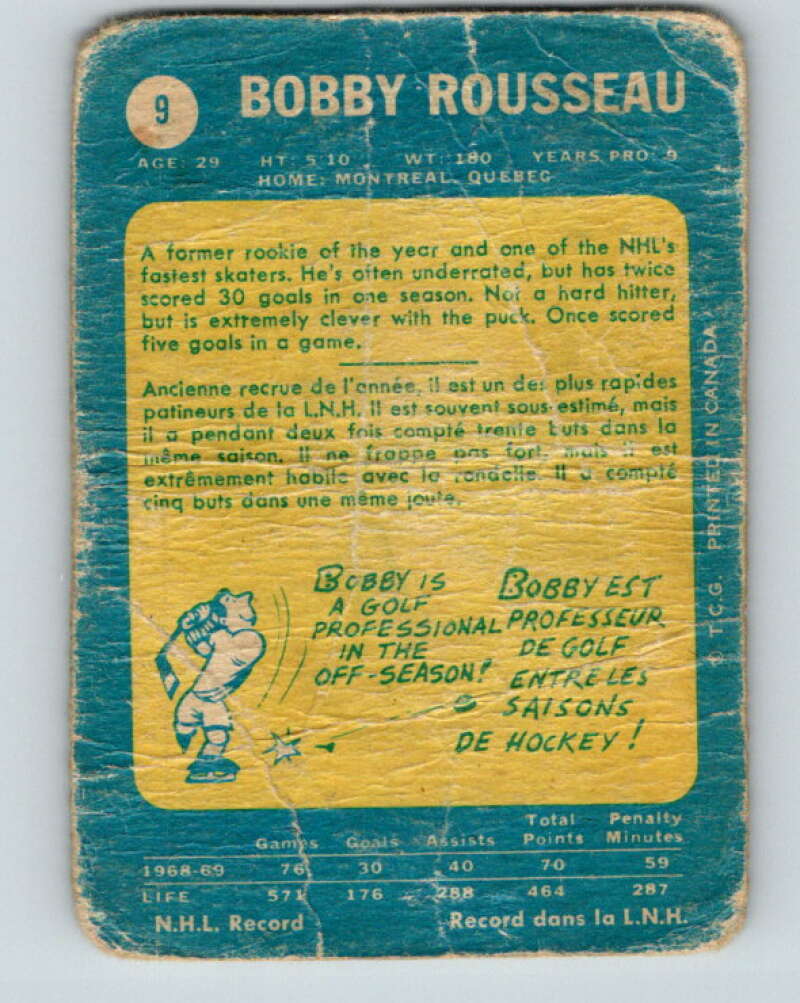 9 BOBBY ROUSSEAU
AGE: 29 HT: 5 10 WT: 180 YEARS PRO: 9
HOME: MONTREAL, QUEBEC
A former rookie of the year and one of the NHL's
fastest skaters. He's often underrated, but has twice
scored 30 goals in one season. Not a hard hitter,
but is extremely clever with the puck. Once scored
five goals in a game.
Ancienne recrue de l'année, il est un des plus rapides
patineurs de la L.N.H. Il est souvent sous-estimé, mais
il a pendant deux fois compté trente buts dans la
même saison. Il ne frappe pas fort, mais il est
extrêmement habile avec la rondelle. Il a compté
cinq buts dans une même joute.
BOBBY IS
A GOLF
PROFESSIONAL
IN THE
OFF-SEASON!
BOBBY EST
PROFESSEUR
DE GOLF
ENTRE LES
SAISONS
DE HOCKEY!
© T.C.G. PRINTED IN CANADA
Games Goals Assists Total Points Penalty Minutes
1968-69 76 30 40 70 59
LIFE 571 176 288 464 287
N.H.L. Record Record dans la L.N.H.